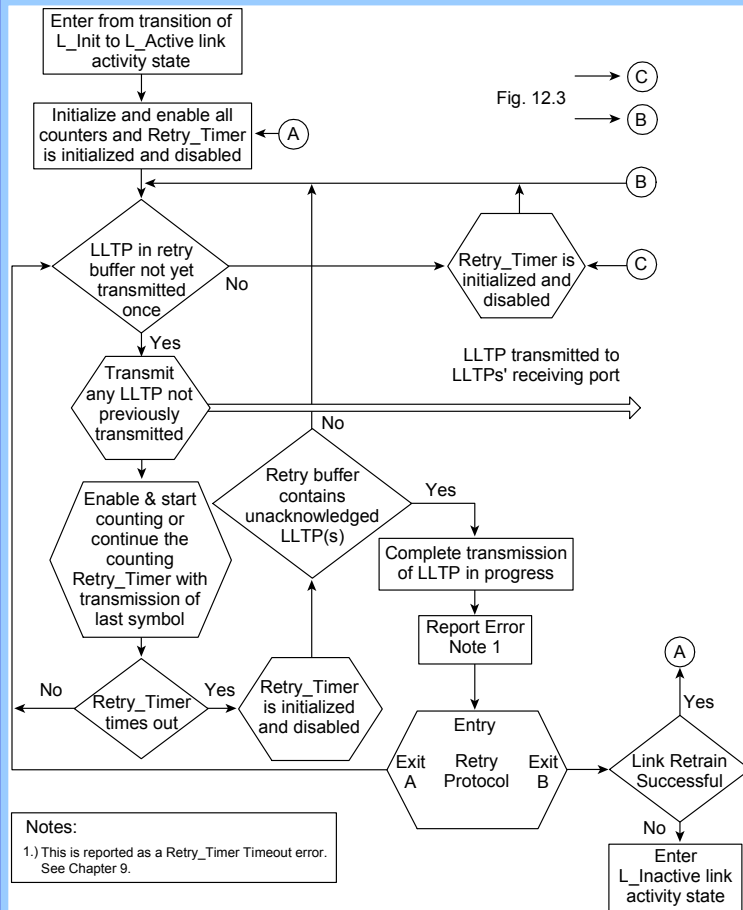 Enter from transition of
L_Init to L_Active link
activity state
Fig. 12.3
C
B
Initialize and enable all
counters and Retry_Timer
is initialized and disabled
A
B
LLTP in retry
buffer not yet
transmitted
once
No
Yes
Retry_Timer is
initialized and
disabled
C
Transmit
any LLTP not
previously
transmitted
LLTP transmitted to
LLTPs' receiving port
No
Retry buffer
contains
unacknowledged
LLTP(s)
Yes
Enable & start
counting or
continue the
counting
Retry_Timer with
transmission of
last symbol
Complete transmission
of LLTP in progress
Report Error
Note 1
A
Yes
No
Retry_Timer
times out
Yes
Retry_Timer
is initialized
and disabled
Entry
Exit
A
Retry
Protocol
Exit
B
Link Retrain
Successful
No
Enter
L_Inactive link
activity state
Notes:
1.) This is reported as a Retry_Timer Timeout error.
See Chapter 9.